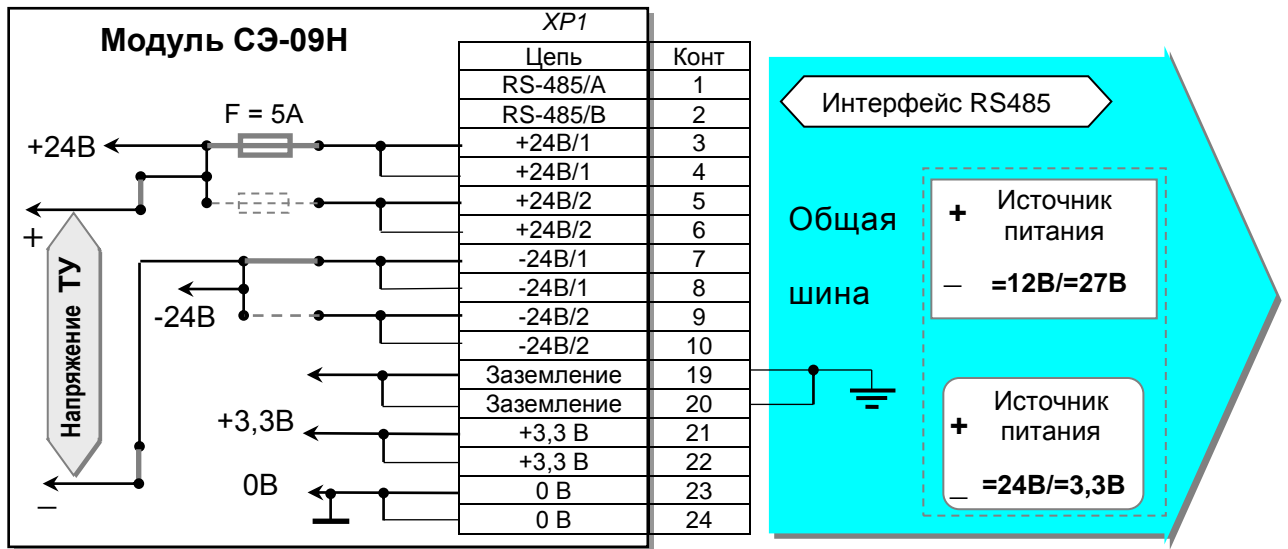 Модуль СЭ-09Н
XP1
Цепь Конт
RS-485/A 1
RS-485/B 2
+24В/1 3
+24В/1 4
+24В/2 5
+24В/2 6
-24В/1 7
-24В/1 8
-24В/2 9
-24В/2 10
Заземление 19
Заземление 20
+3,3 В 21
+3,3 В 22
0 В 23
0 В 24
F = 5A
+24В
+
Напряжение ТУ
–
-24В
+3,3В
0В
Интерфейс RS485
Общая
шина
+ Источник
питания
– =12В/=27В
+ Источник
питания
– =24В/=3,3В